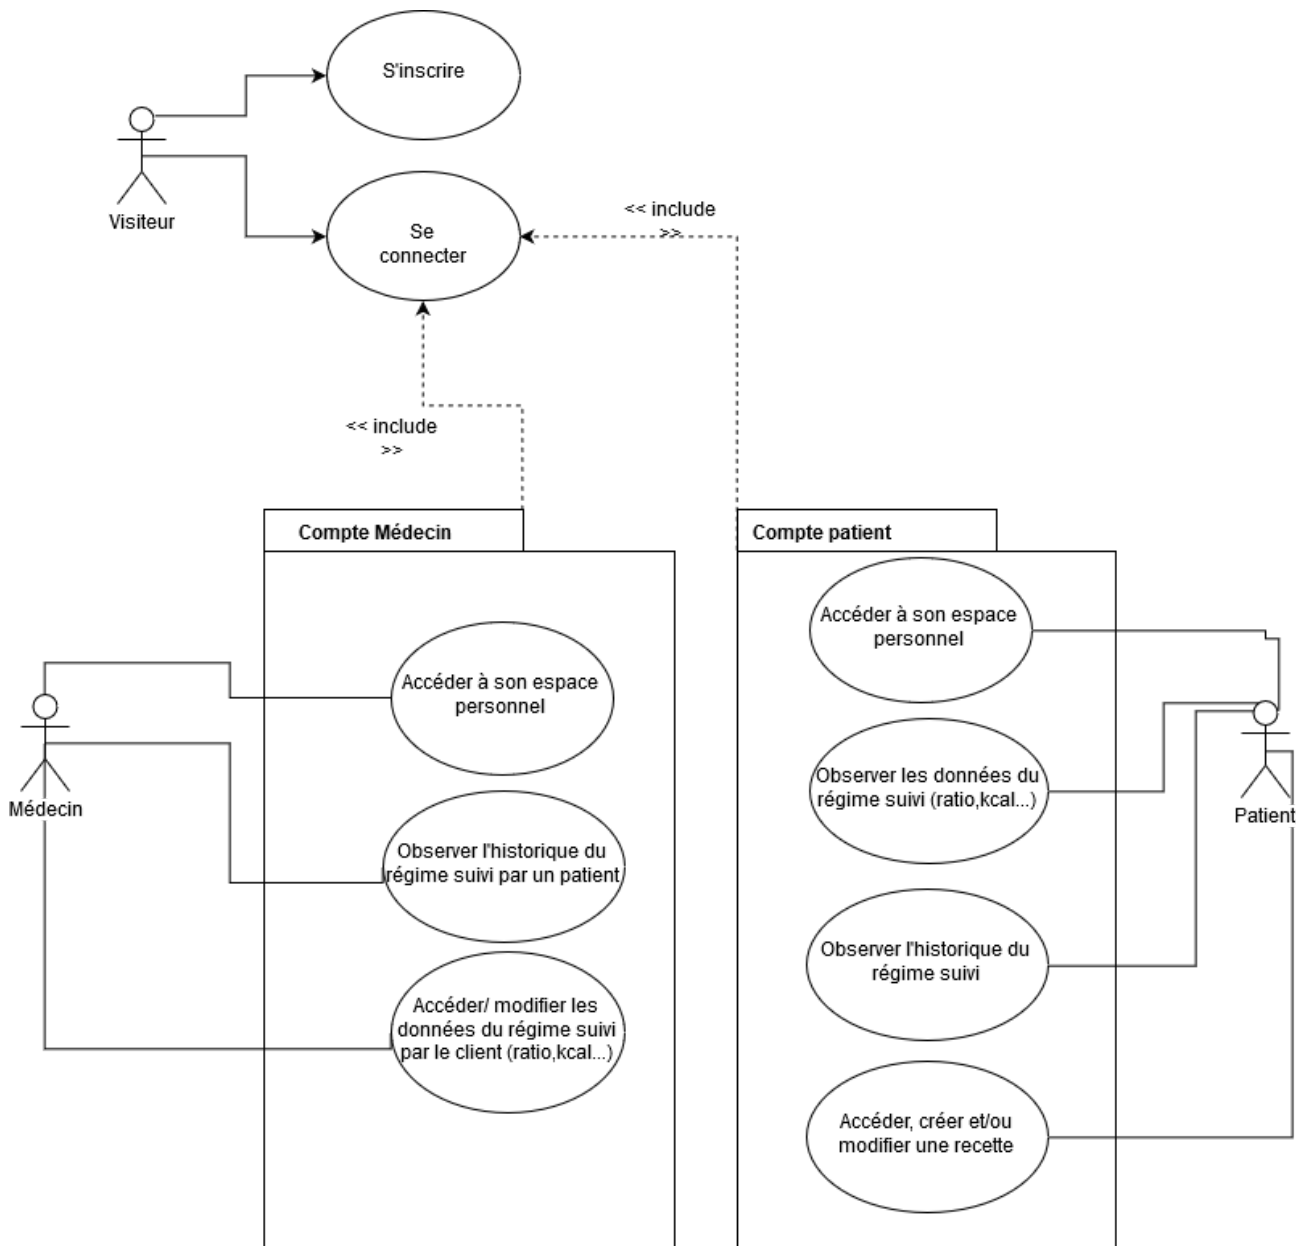 S'inscrire
Visiteur
Se
connecter
<< include
>>
<< include
>>
Compte Médecin
Accéder à son espace
personnel
Médecin
Observer l'historique du
régime suivi par un patient
Accéder/ modifier les
données du régime suivi
par le client (ratio,kcal...)
Compte patient
Accéder à son espace
personnel
Observer les données du
régime suivi (ratio,kcal...)
Patient
Observer l'historique du
régime suivi
Accéder, créer et/ou
modifier une recette